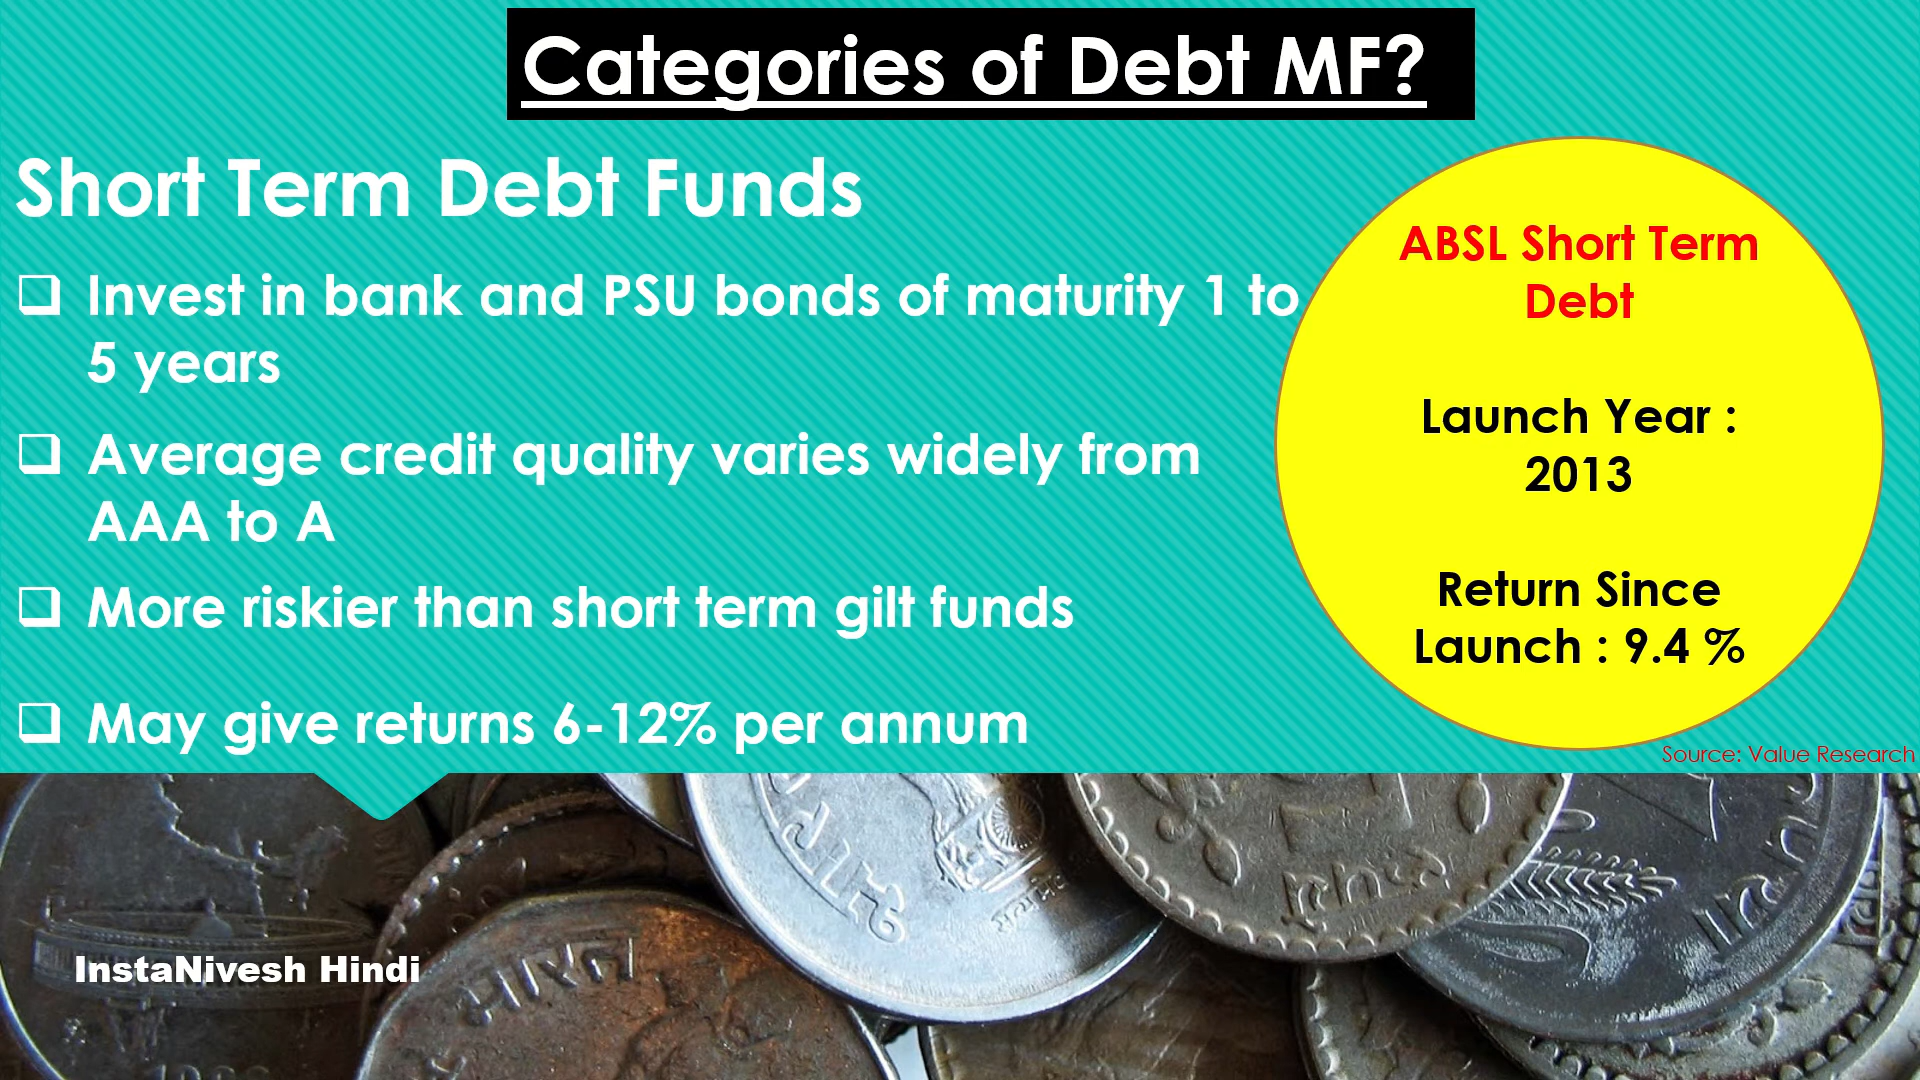 Categories of Debt MF?
Short Term Debt Funds
Invest in bank and PSU bonds of maturity 1 to
5 years
Average credit quality varies widely from
AAA to A
More riskier than short term gilt funds
May give returns 6-12% per annum
ABSL Short Term
Debt
Launch Year :
2013
Return Since
Launch : 9.4 %
Source: Value Research
InstaNivesh Hindi
भारत